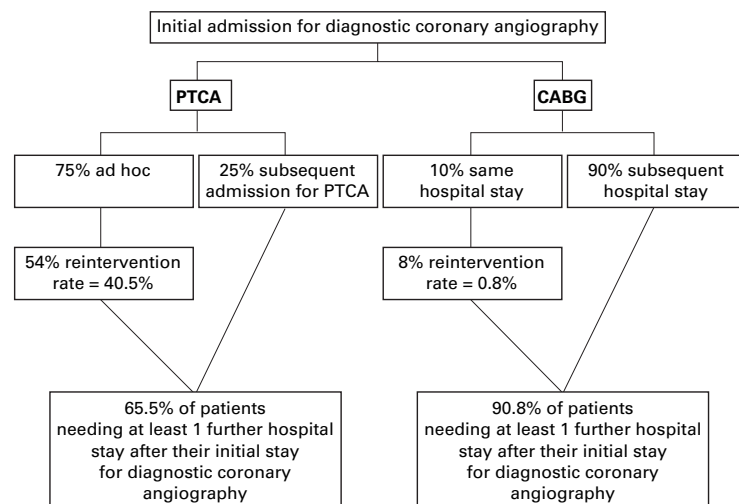 Initial admission for diagnostic coronary angiography
PTCA
CABG
75% ad hoc
25% subsequent
admission for PTCA
10% same
hospital stay
90% subsequent
hospital stay
54% reintervention
rate = 40.5%
8% reintervention
rate = 0.8%
65.5% of patients
needing at least 1 further hospital
stay after their initial stay
for diagnostic coronary
angiography
90.8% of patients
needing at least 1 further hospital
stay after their initial stay
for diagnostic coronary
angiography